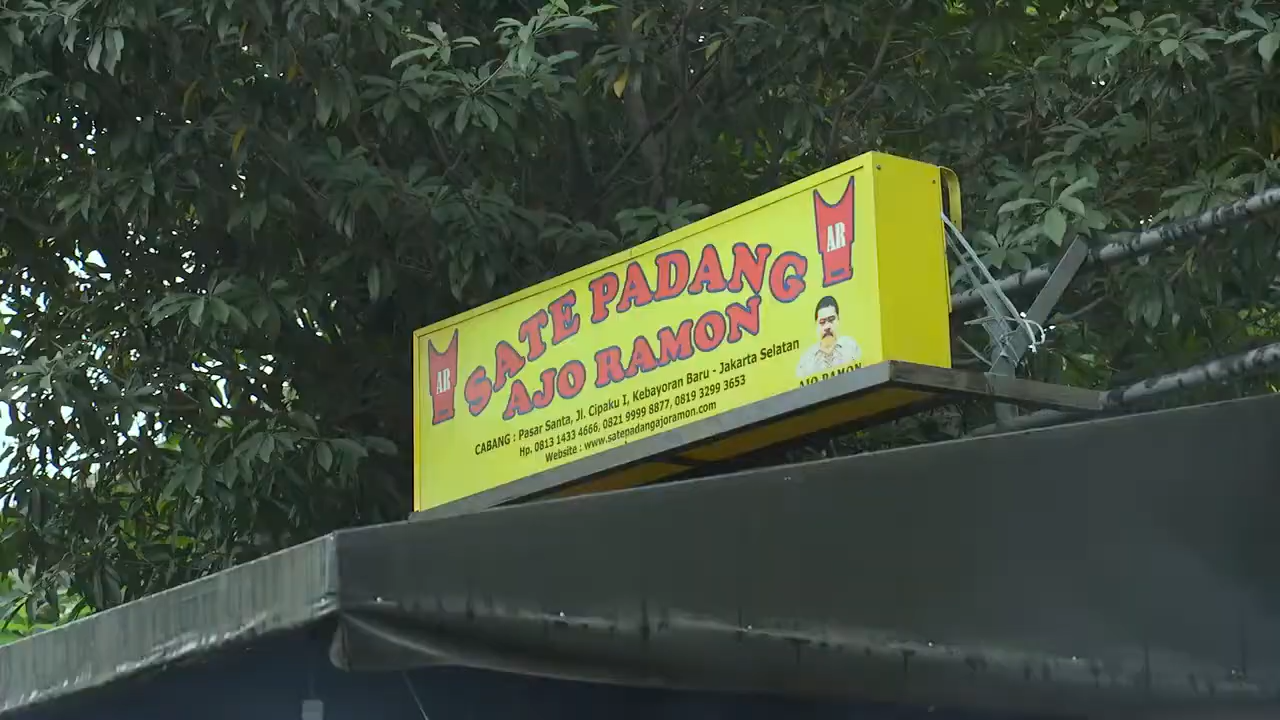 SATE PADANG
AJO RAMON
AR
AR
CABANG : Pasar Santa, Jl. Cipaku I, Kebayoran Baru - Jakarta Selatan
Hp. 0813 1433 4666, 0821 9999 8877, 0819 3299 3653
Website : www.satepadangajoramon.com
AJO RAMON